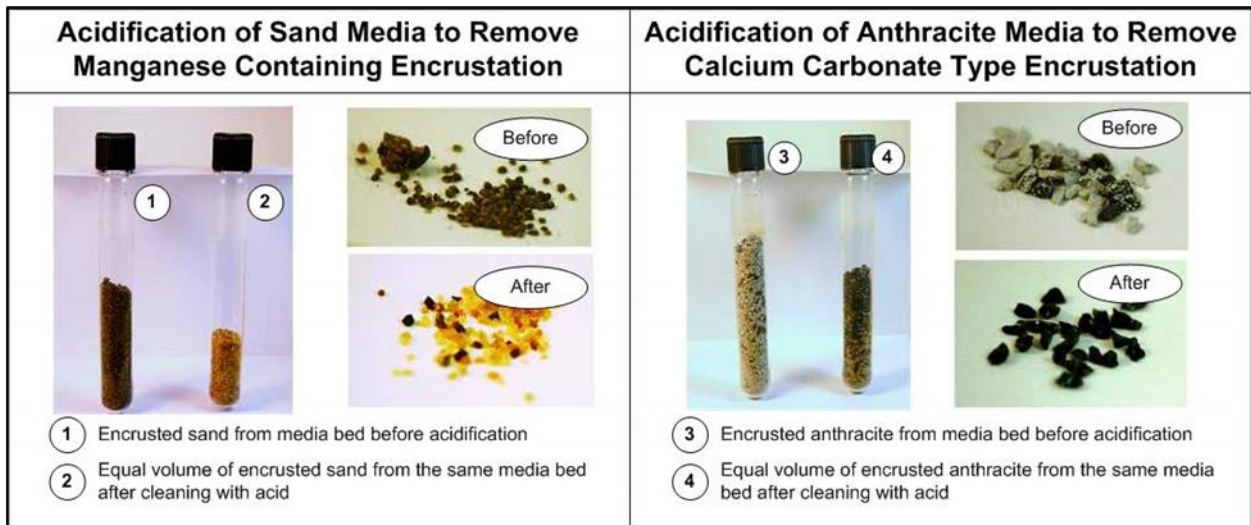 Acidification of Sand Media to Remove
Manganese Containing Encrustation
1
2
Before
After
1 Encrusted sand from media bed before acidification
2 Equal volume of encrusted sand from the same media bed
after cleaning with acid
Acidification of Anthracite Media to Remove
Calcium Carbonate Type Encrustation
3
4
Before
After
3 Encrusted anthracite from media bed before acidification
4 Equal volume of encrusted anthracite from the same media
bed after cleaning with acid